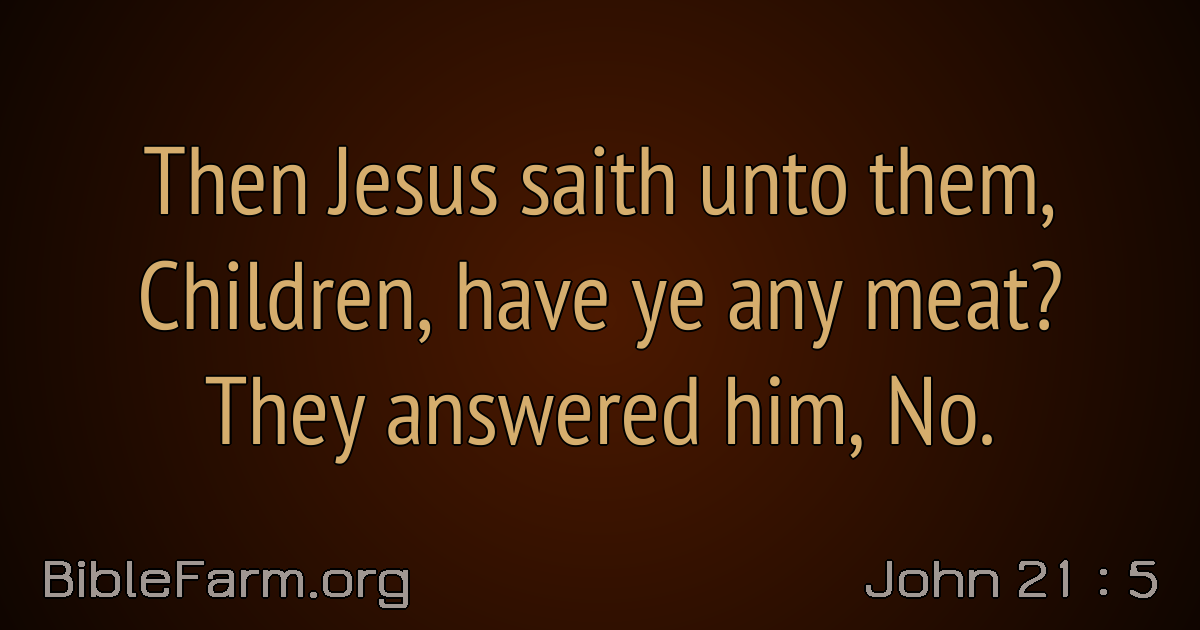 Then Jesus saith unto them,
Children, have ye any meat?
They answered him, No.
BibleFarm.org
John 21 : 5